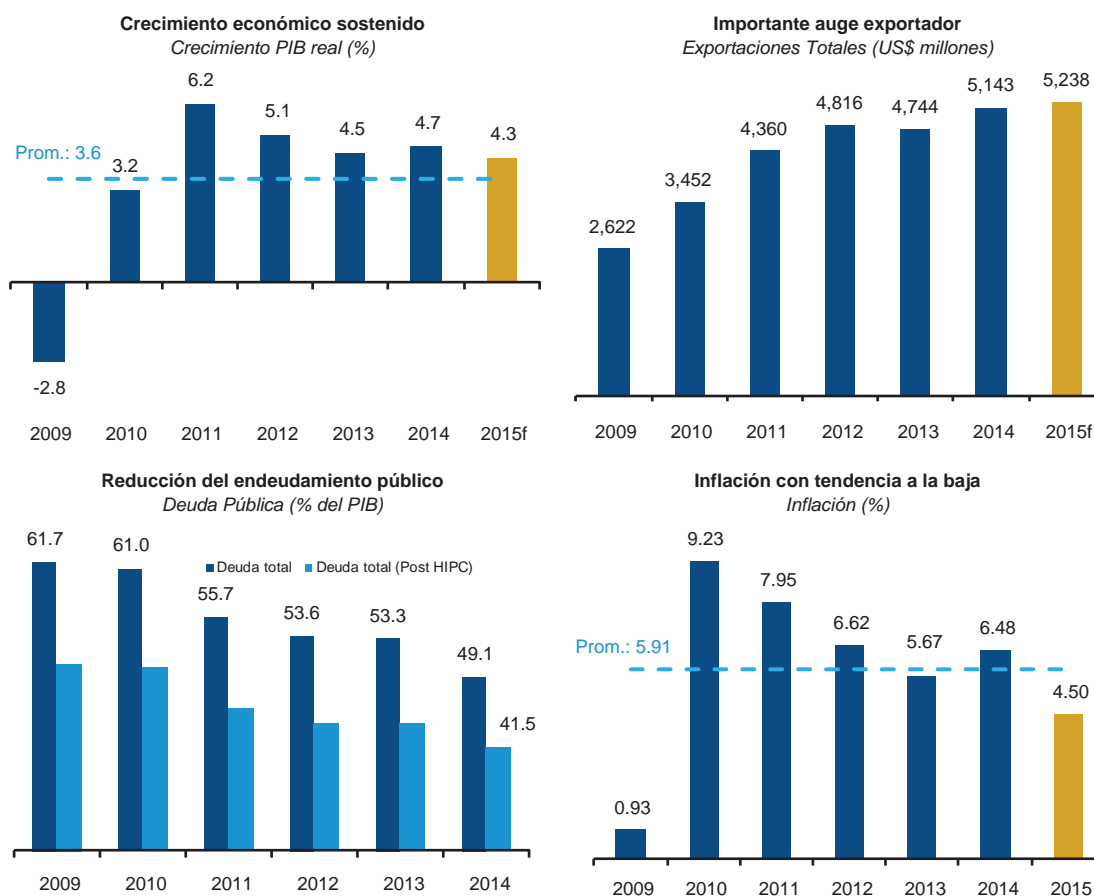 Crecimiento económico sostenido
Crecimiento PIB real (%)
6.2
5.1
4.7
4.5
4.3
Prom.: 3.6
3.2
-2.8
2009 2010 2011 2012 2013 2014 2015f
Importante auge exportador
Exportaciones Totales (US$ millones)
5,238
5,143
4,816
4,744
4,360
3,452
2,622
2009 2010 2011 2012 2013 2014 2015f
Reducción del endeudamiento público
Deuda Pública (% del PIB)
61.7
61.0
Deuda total Deuda total (Post HIPC)
55.7
53.6
53.3
49.1
41.5
2009 2010 2011 2012 2013 2014
Inflación con tendencia a la baja
Inflación (%)
9.23
7.95
6.62
6.48
5.67
Prom.: 5.91
4.50
0.93
2009 2010 2011 2012 2013 2014 2015